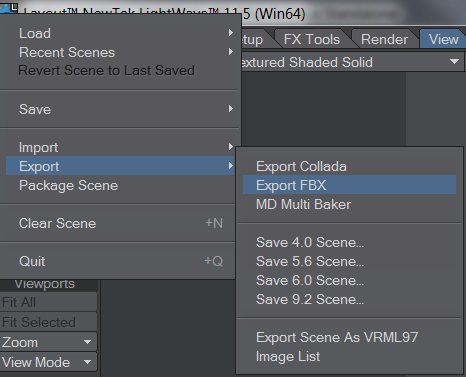 Layout™ NewTek LightWave™ 11.5 (Win64)
Load
Recent Scenes
Revert Scene to Last Saved
Save
Import
Export
Package Scene
Clear Scene +N
Quit +Q
etup FX Tools Render View
extured Shaded Solid
Export Collada
Export FBX
MD Multi Baker
Save 4.0 Scene...
Save 5.6 Scene...
Save 6.0 Scene...
Save 9.2 Scene...
Export Scene As VRML97
Image List
Viewports
Fit All
Fit Selected
Zoom
View Mode